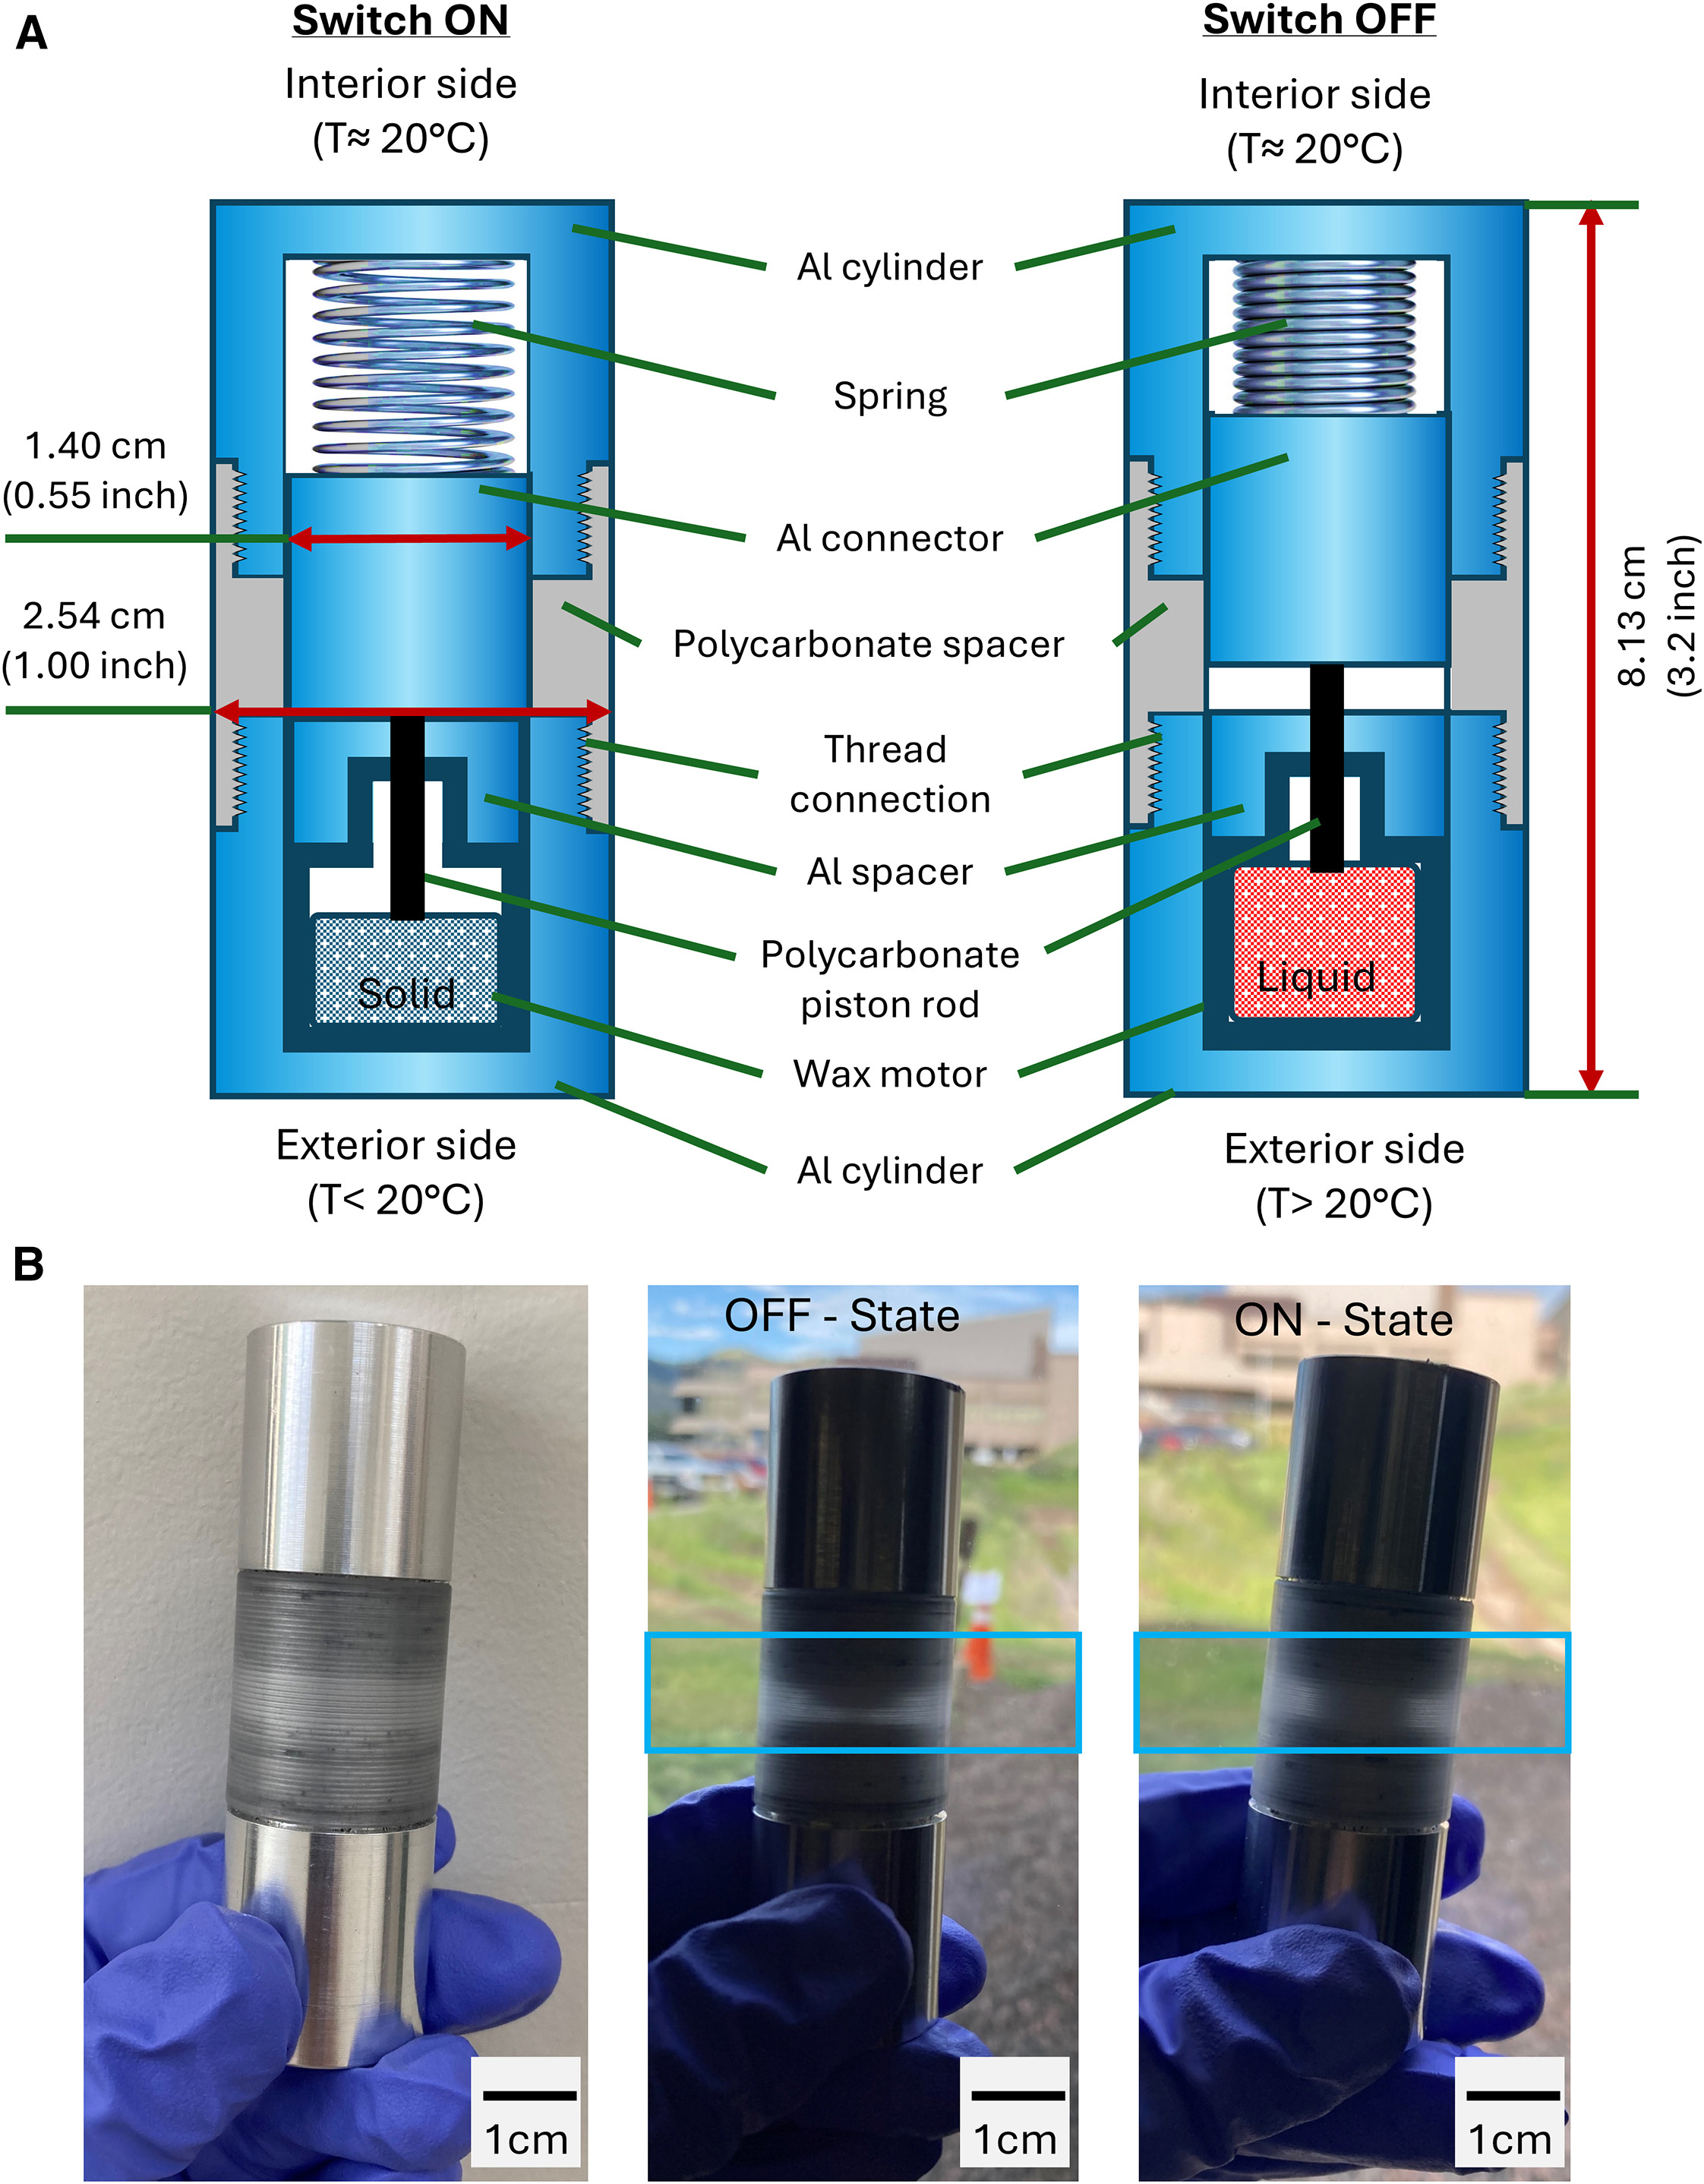 A
Switch ON
Interior side
(T≈ 20°C)
Switch OFF
Interior side
(T≈ 20°C)
Al cylinder
Spring
1.40 cm
(0.55 inch)
Al connector
2.54 cm
(1.00 inch)
Polycarbonate spacer
8.13 cm
(3.2 inch)
Thread
connection
Al spacer
Polycarbonate
piston rod
Solid
Liquid
Wax motor
Al cylinder
Exterior side
(T< 20°C)
Exterior side
(T> 20°C)
B
OFF - State
ON - State
1cm
1cm
1cm